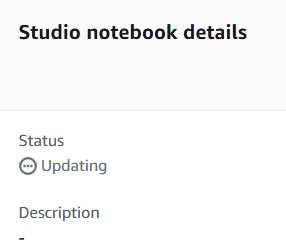 Studio notebook details
Status
Updating
Description
-